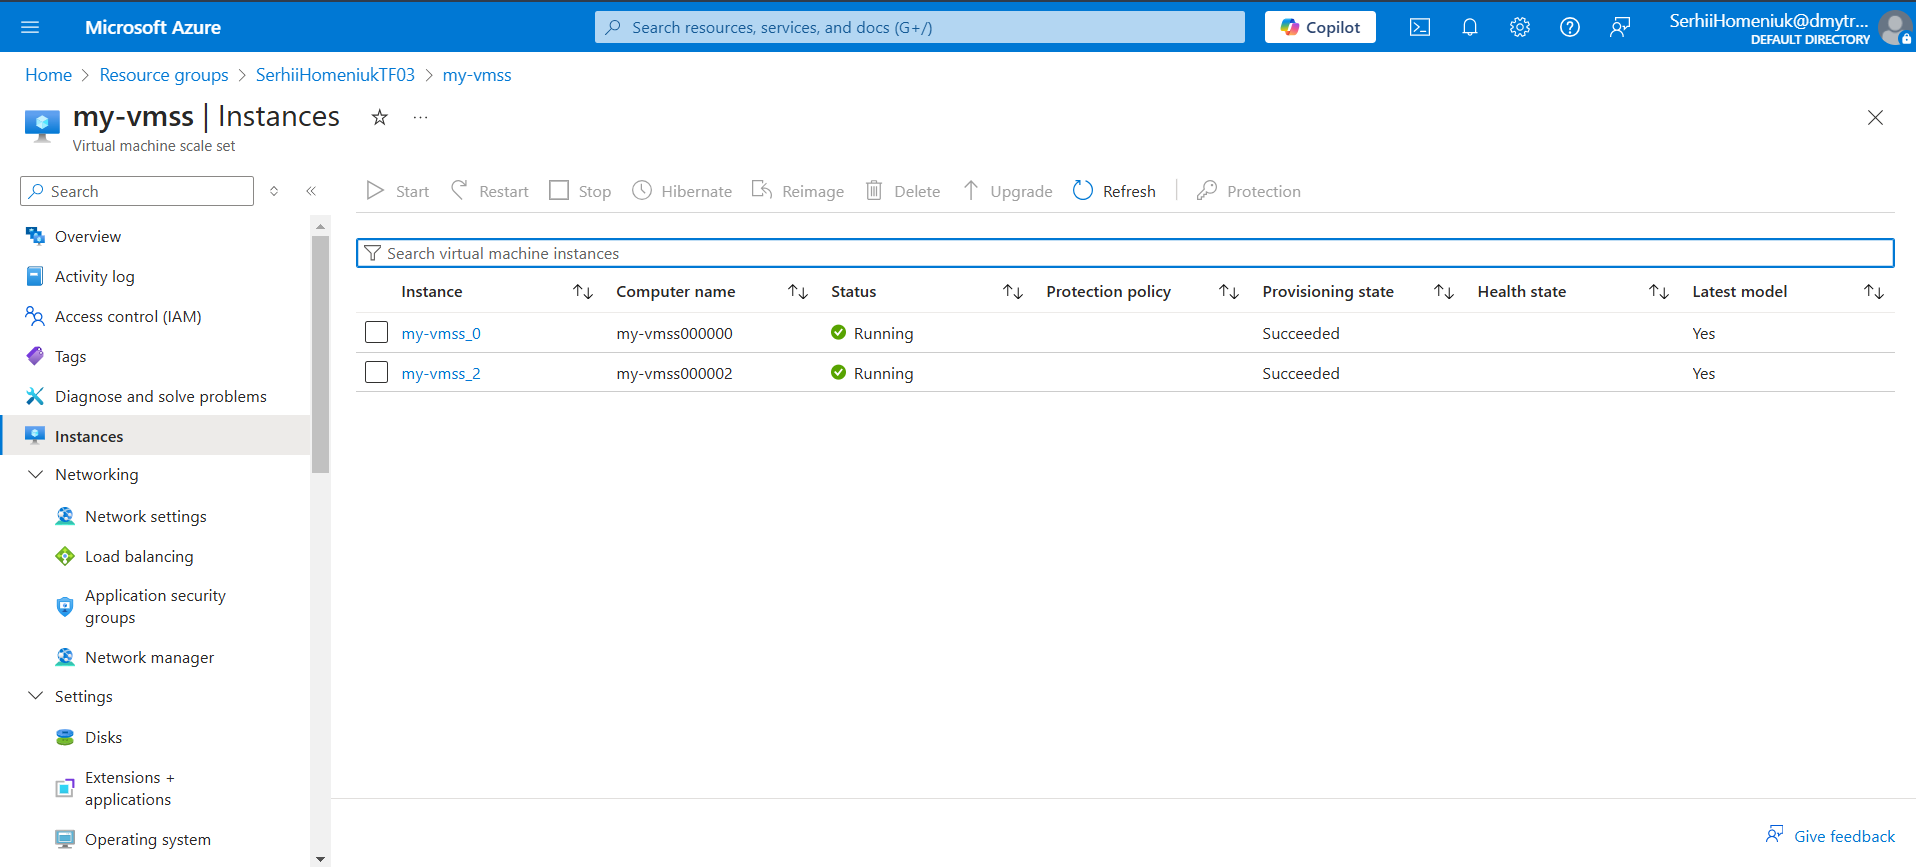 Microsoft Azure
Search resources, services, and docs (G+/)
Copilot
SerhiiHomeniuk@dmytr...
DEFAULT DIRECTORY
Home > Resource groups > SerhiiHomeniukTF03 > my-vmss
my-vmss | Instances
Virtual machine scale set
Search
Start Restart Stop Hibernate Reimage Delete Upgrade Refresh Protection
Overview
Activity log
Access control (IAM)
Tags
Diagnose and solve problems
Instances
Networking
Network settings
Load balancing
Application security
groups
Network manager
Settings
Disks
Extensions +
applications
Operating system
Search virtual machine instances
Instance Computer name Status Protection policy Provisioning state Health state Latest model
my-vmss_0 my-vmss000000 Running Succeeded Yes
my-vmss_2 my-vmss000002 Running Succeeded Yes
Give feedback